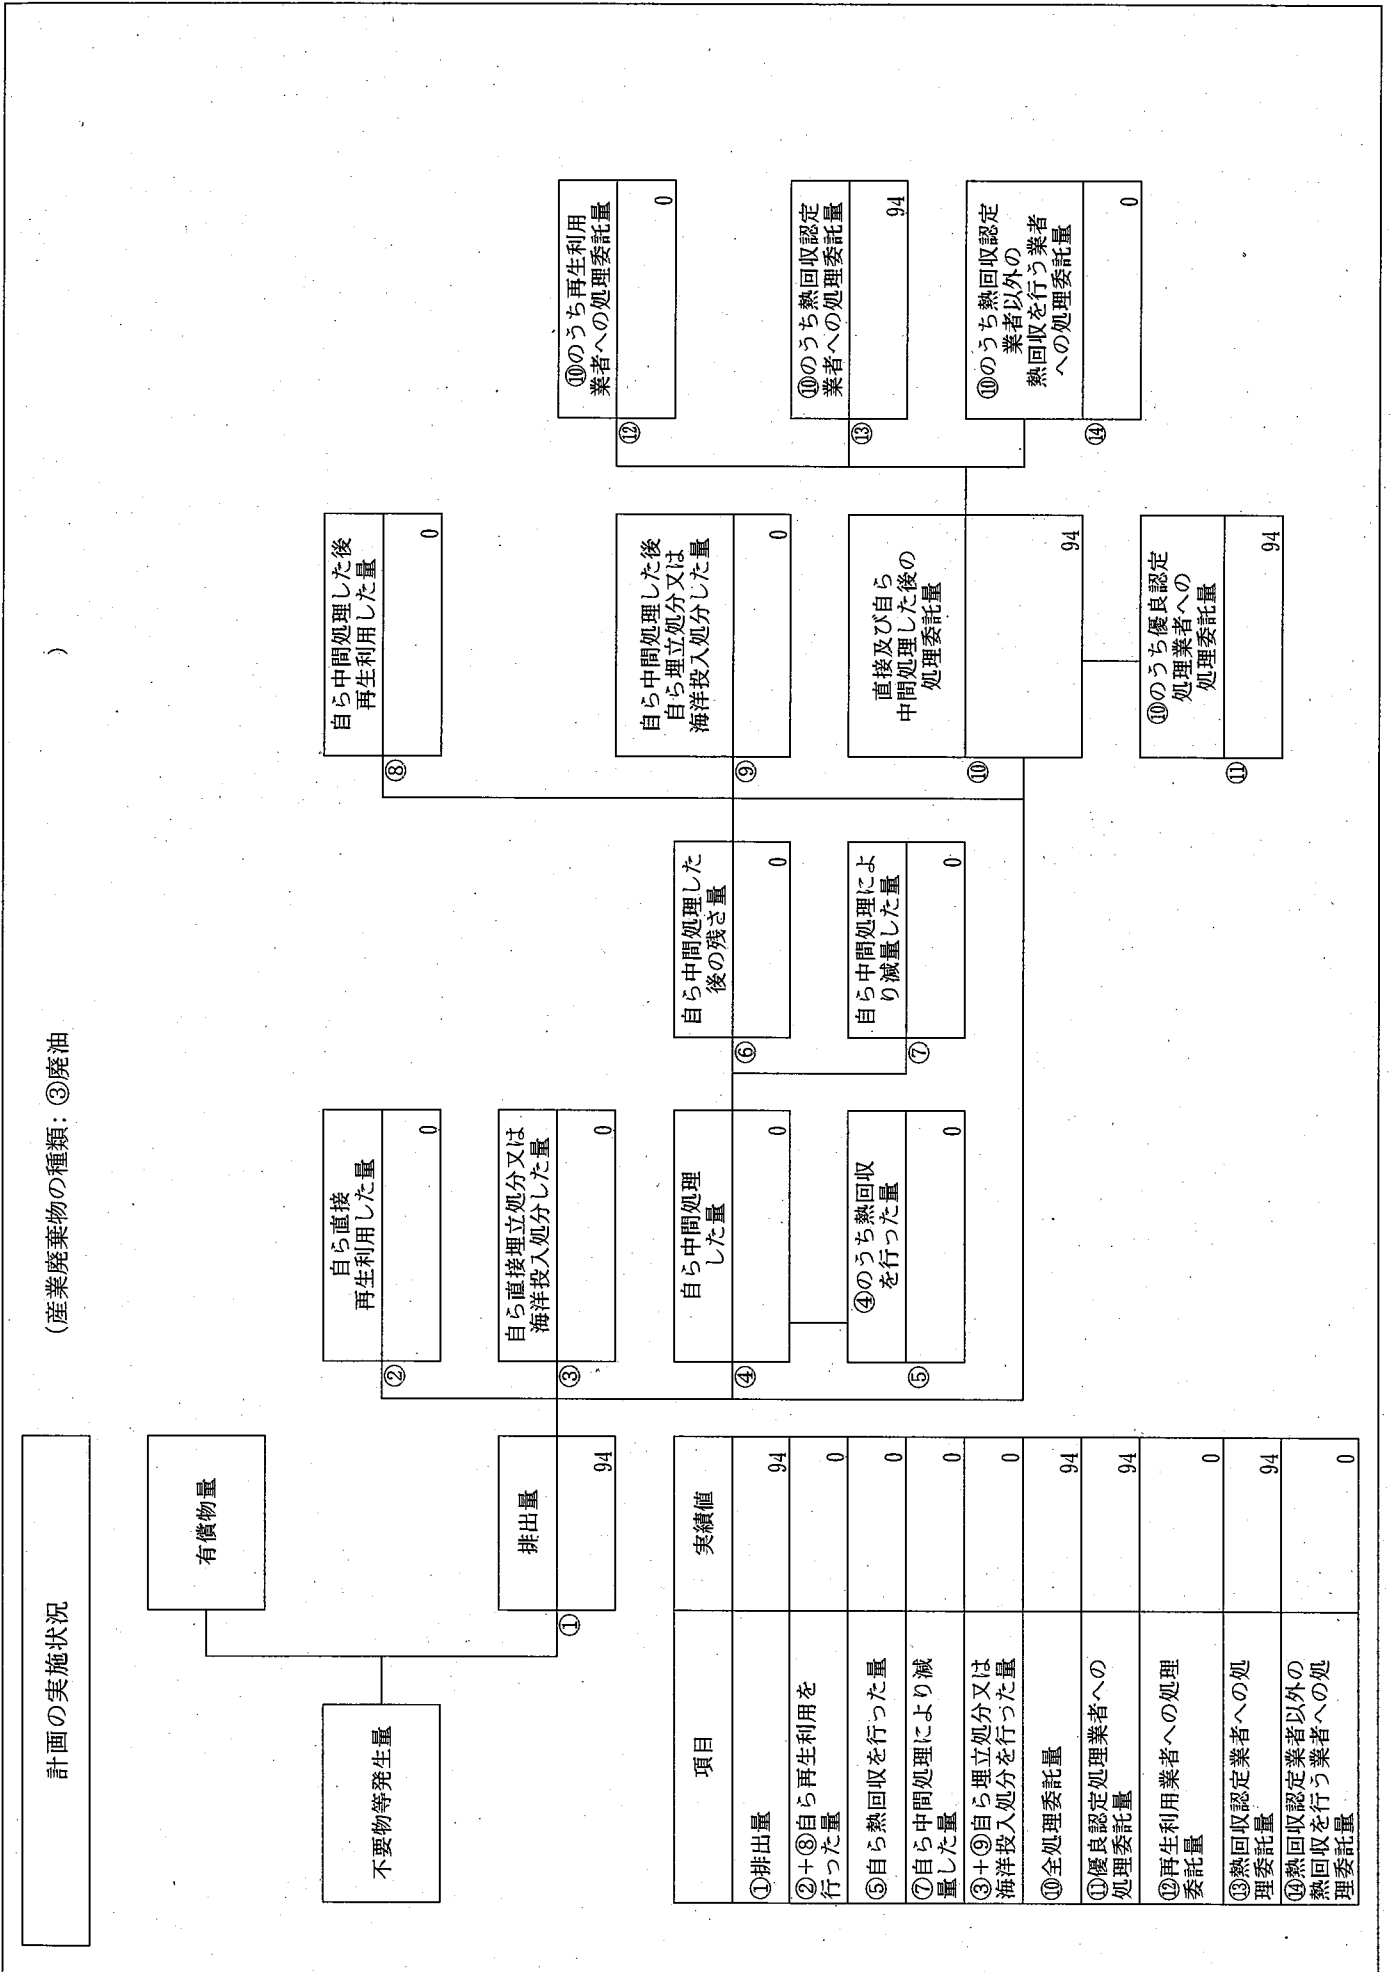 計画の実施状況
(産業廃棄物の種類: ③廃油
)
不要物等発生量
有償物量
排出量
①
94
自ら直接
再生利用した量
②
0
自ら直接埋立処分又は
海洋投入処分した量
③
0
自ら中間処理
した量
④
0
④のうち熱回収
を行った量
⑤
0
自ら中間処理した
後の残さ量
⑥
0
自ら中間処理によ
り減量した量
⑦
0
自ら中間処理した後
再生利用した量
⑧
0
自ら中間処理した後
自ら埋立処分又は
海洋投入処分した量
⑨
0
直接及び自ら
中間処理した後の
処理委託量
⑩
94
⑩のうち優良認定
処理業者への
処理委託量
⑪
94
⑩のうち再生利用
業者への処理委託量
⑫
0
⑩のうち熱回収認定
業者への処理委託量
⑬
94
⑩のうち熱回収認定
業者以外の
熱回収を行う業者
への処理委託量
⑭
0
項目 実績値
①排出量 94
②+⑧自ら再生利用を
行った量 0
⑤自ら熱回収を行った量 0
⑦自ら中間処理により減
量した量 0
③+⑨自ら埋立処分又は
海洋投入処分を行った量 0
⑩全処理委託量 94
⑪優良認定処理業者への
処理委託量 94
⑫再生利用業者への処理
委託量 0
⑬熱回収認定業者への処
理委託量 94
⑭熱回収認定業者以外の
熱回収を行う業者への処
理委託量 0